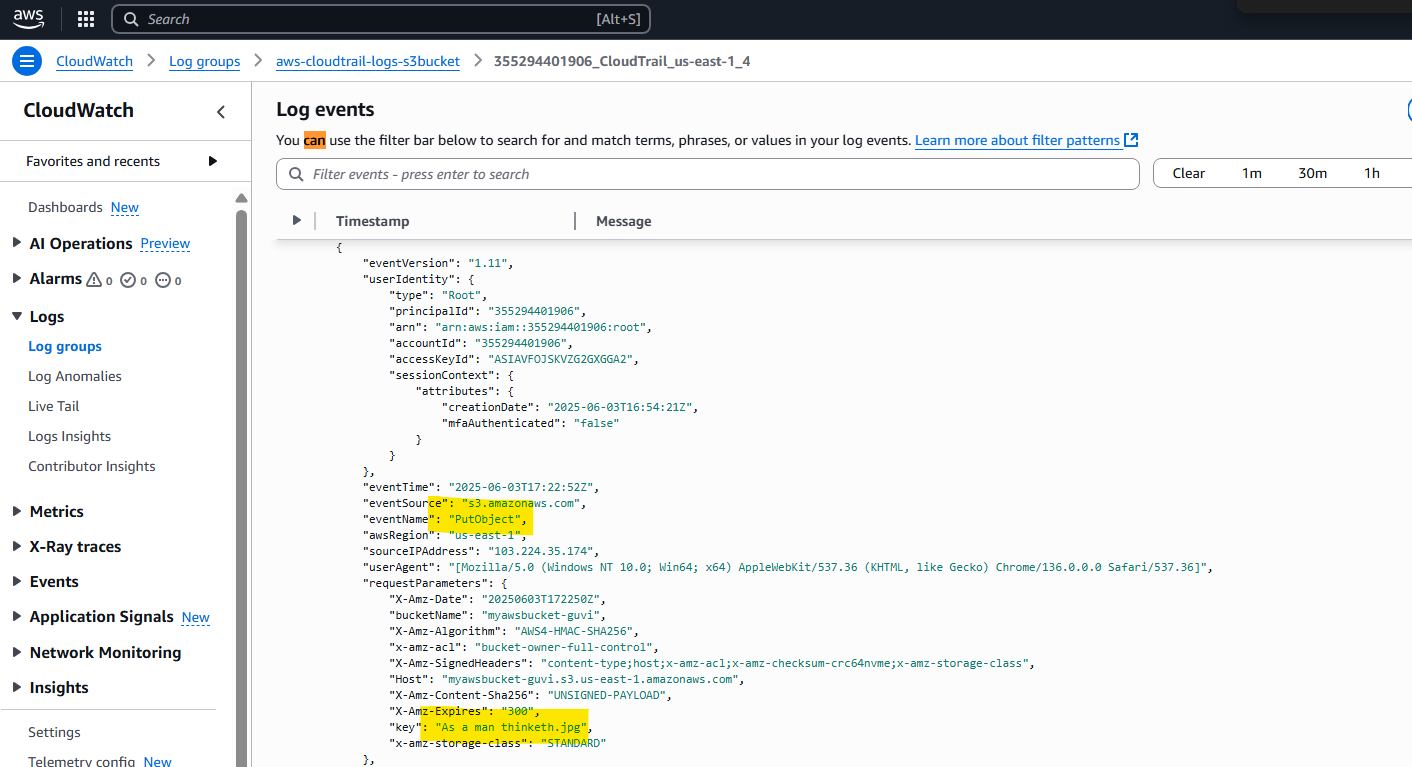 aws
Search [Alt+S]
CloudWatch > Log groups > aws-cloudtrail-logs-s3bucket > 355294401906_CloudTrail_us-east-1_4
CloudWatch
Favorites and recents
Dashboards New
AI Operations Preview
Alarms 0 0 0
Logs
Log groups
Log Anomalies
Live Tail
Logs Insights
Contributor Insights
Metrics
X-Ray traces
Events
Application Signals New
Network Monitoring
Insights
Settings
Telemetry config New
Log events
You can use the filter bar below to search for and match terms, phrases, or values in your log events. Learn more about filter patterns
Filter events - press enter to search
Clear 1m 30m 1h
Timestamp Message
{
"eventVersion": "1.11",
"userIdentity": {
"type": "Root",
"principalId": "355294401906",
"arn": "arn:aws:iam::355294401906:root",
"accountId": "355294401906",
"accessKeyId": "ASIAVFOJSKVZG2GXGGA2",
"sessionContext": {
"attributes": {
"creationDate": "2025-06-03T16:54:21Z",
"mfaAuthenticated": "false"
}
}
},
"eventTime": "2025-06-03T17:22:52Z",
"eventSource": "s3.amazonaws.com",
"eventName": "PutObject",
"awsRegion": "us-east-1",
"sourceIPAddress": "103.224.35.174",
"userAgent": "[Mozilla/5.0 (Windows NT 10.0; Win64; x64) AppleWebKit/537.36 (KHTML, like Gecko) Chrome/136.0.0.0 Safari/537.36]",
"requestParameters": {
"X-Amz-Date": "20250603T172250Z",
"bucketName": "myawsbucket-guvi",
"X-Amz-Algorithm": "AWS4-HMAC-SHA256",
"x-amz-acl": "bucket-owner-full-control",
"X-Amz-SignedHeaders": "content-type;host;x-amz-acl;x-amz-checksum-crc64nvme;x-amz-storage-class",
"Host": "myawsbucket-guvi.s3.us-east-1.amazonaws.com",
"X-Amz-Content-Sha256": "UNSIGNED-PAYLOAD",
"X-Amz-Expires": "300",
"key": "As a man thinketh.jpg",
"x-amz-storage-class": "STANDARD"
},